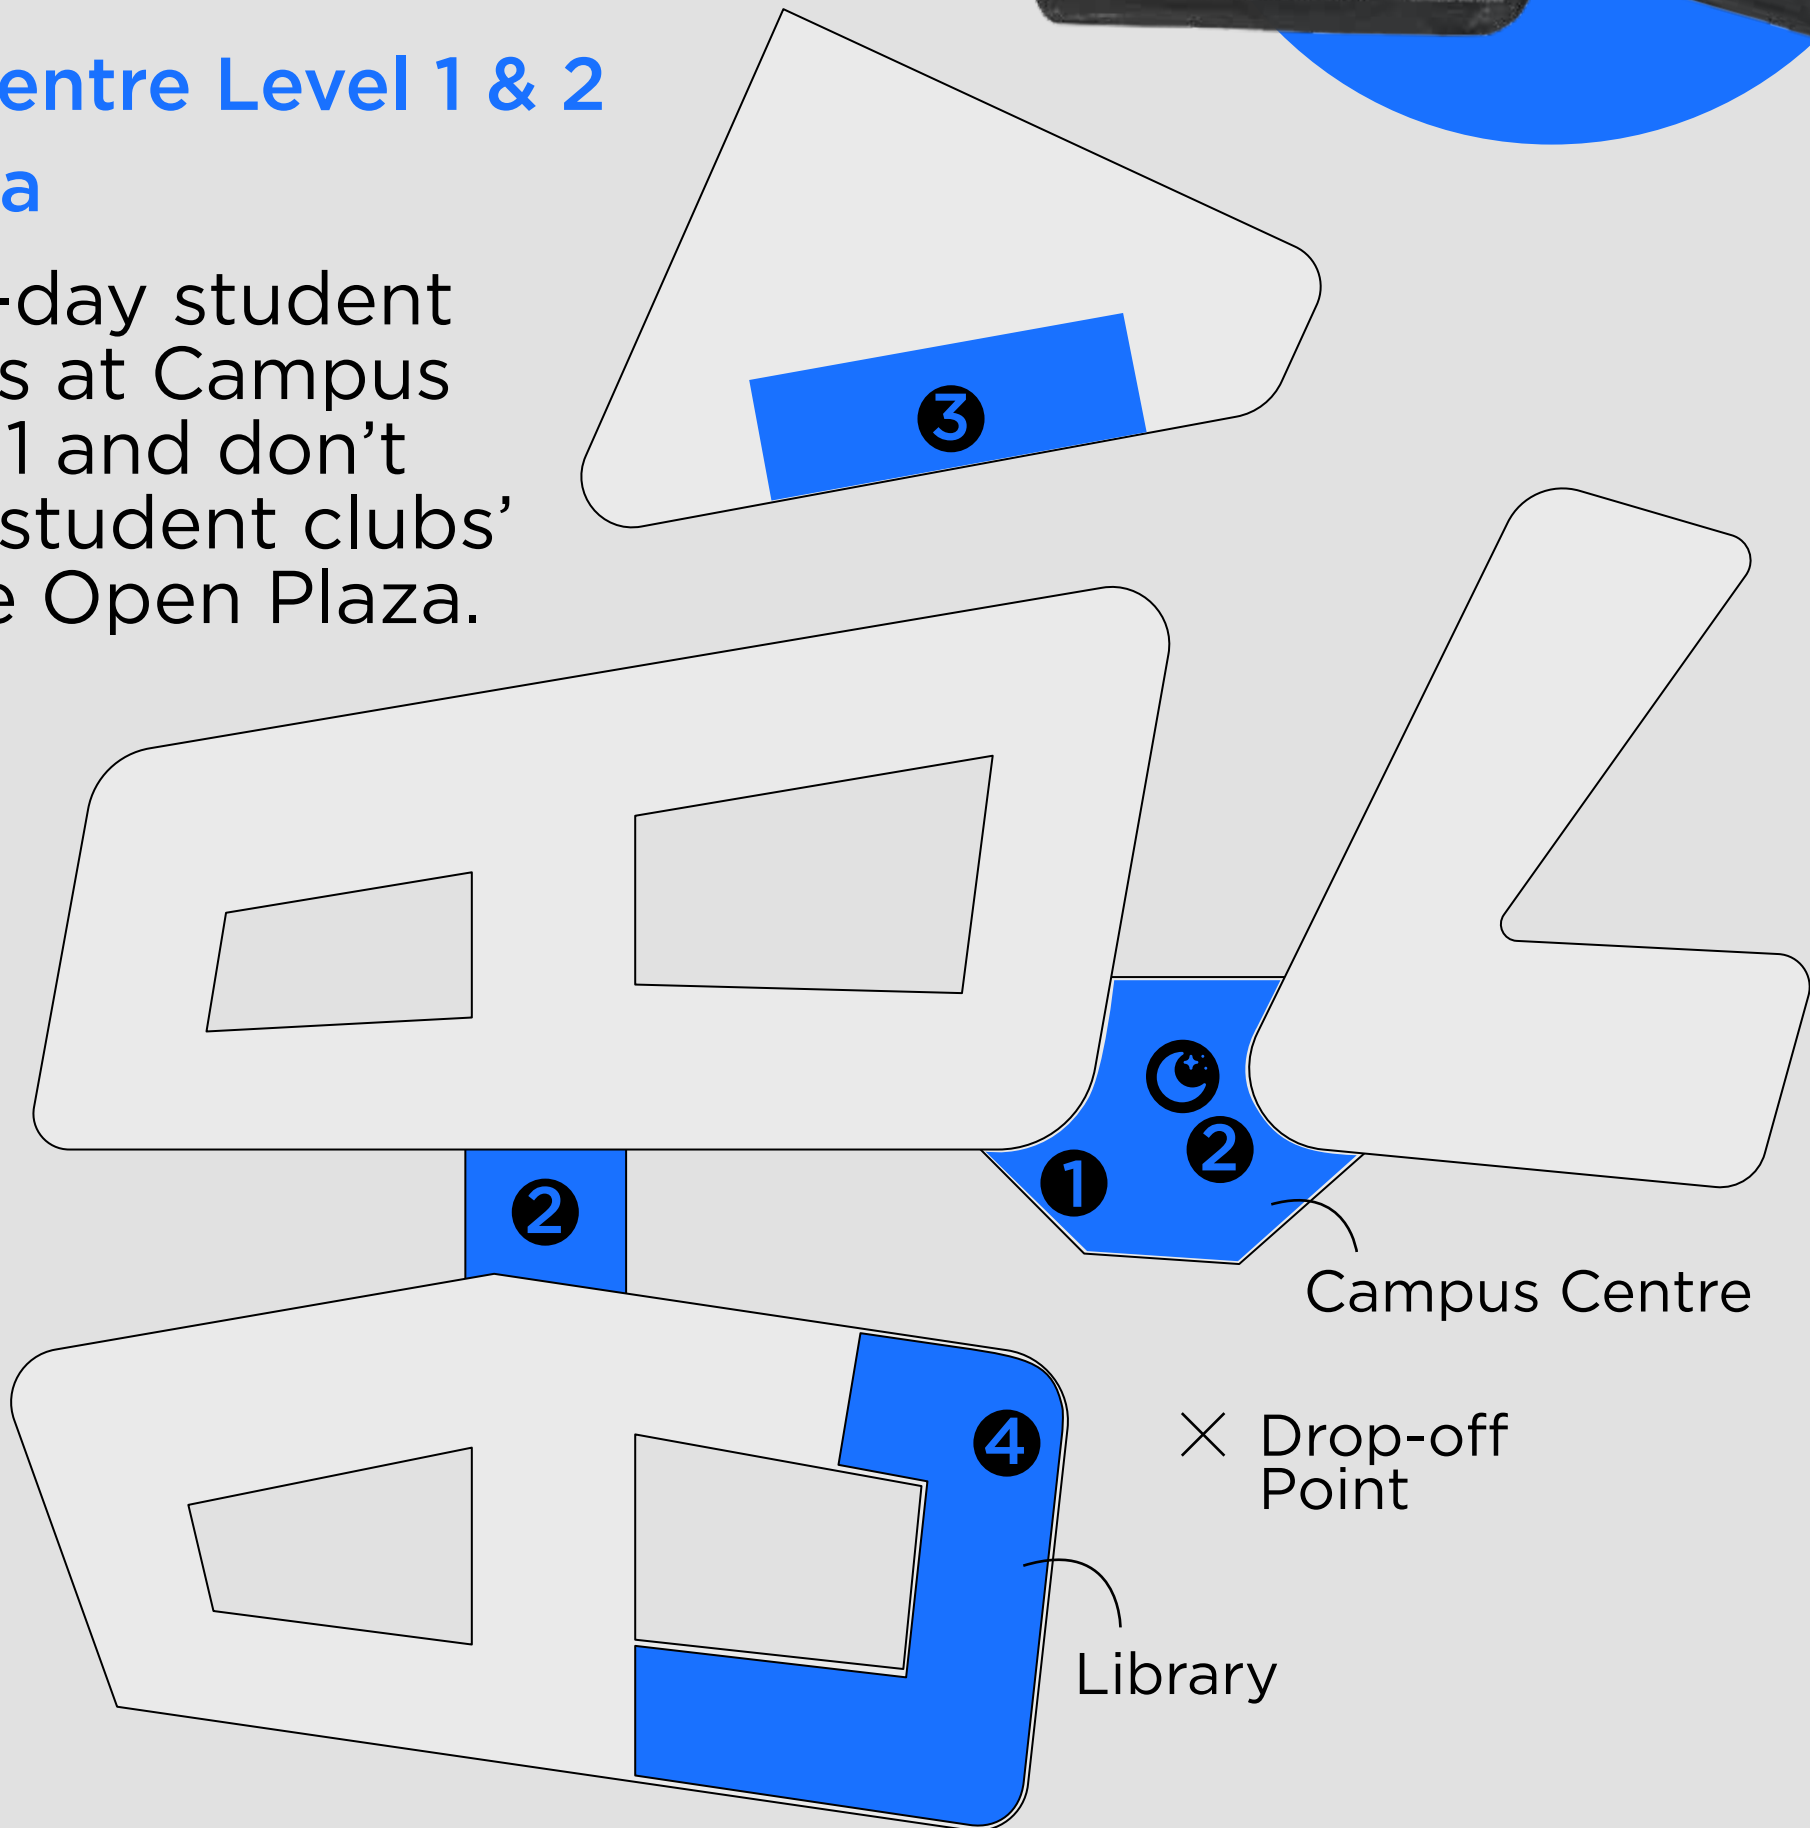 entre Level 1 & 2
a
-day student
s at Campus
1 and don’t
student clubs’
e Open Plaza.
3
2
1
2
Campus Centre
4
Drop-off
Point
Library